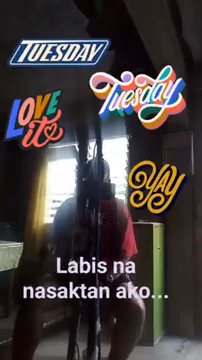 TUESDAY
Tuesday
LOVE
it
YAY
Labis na
nasaktan ako...